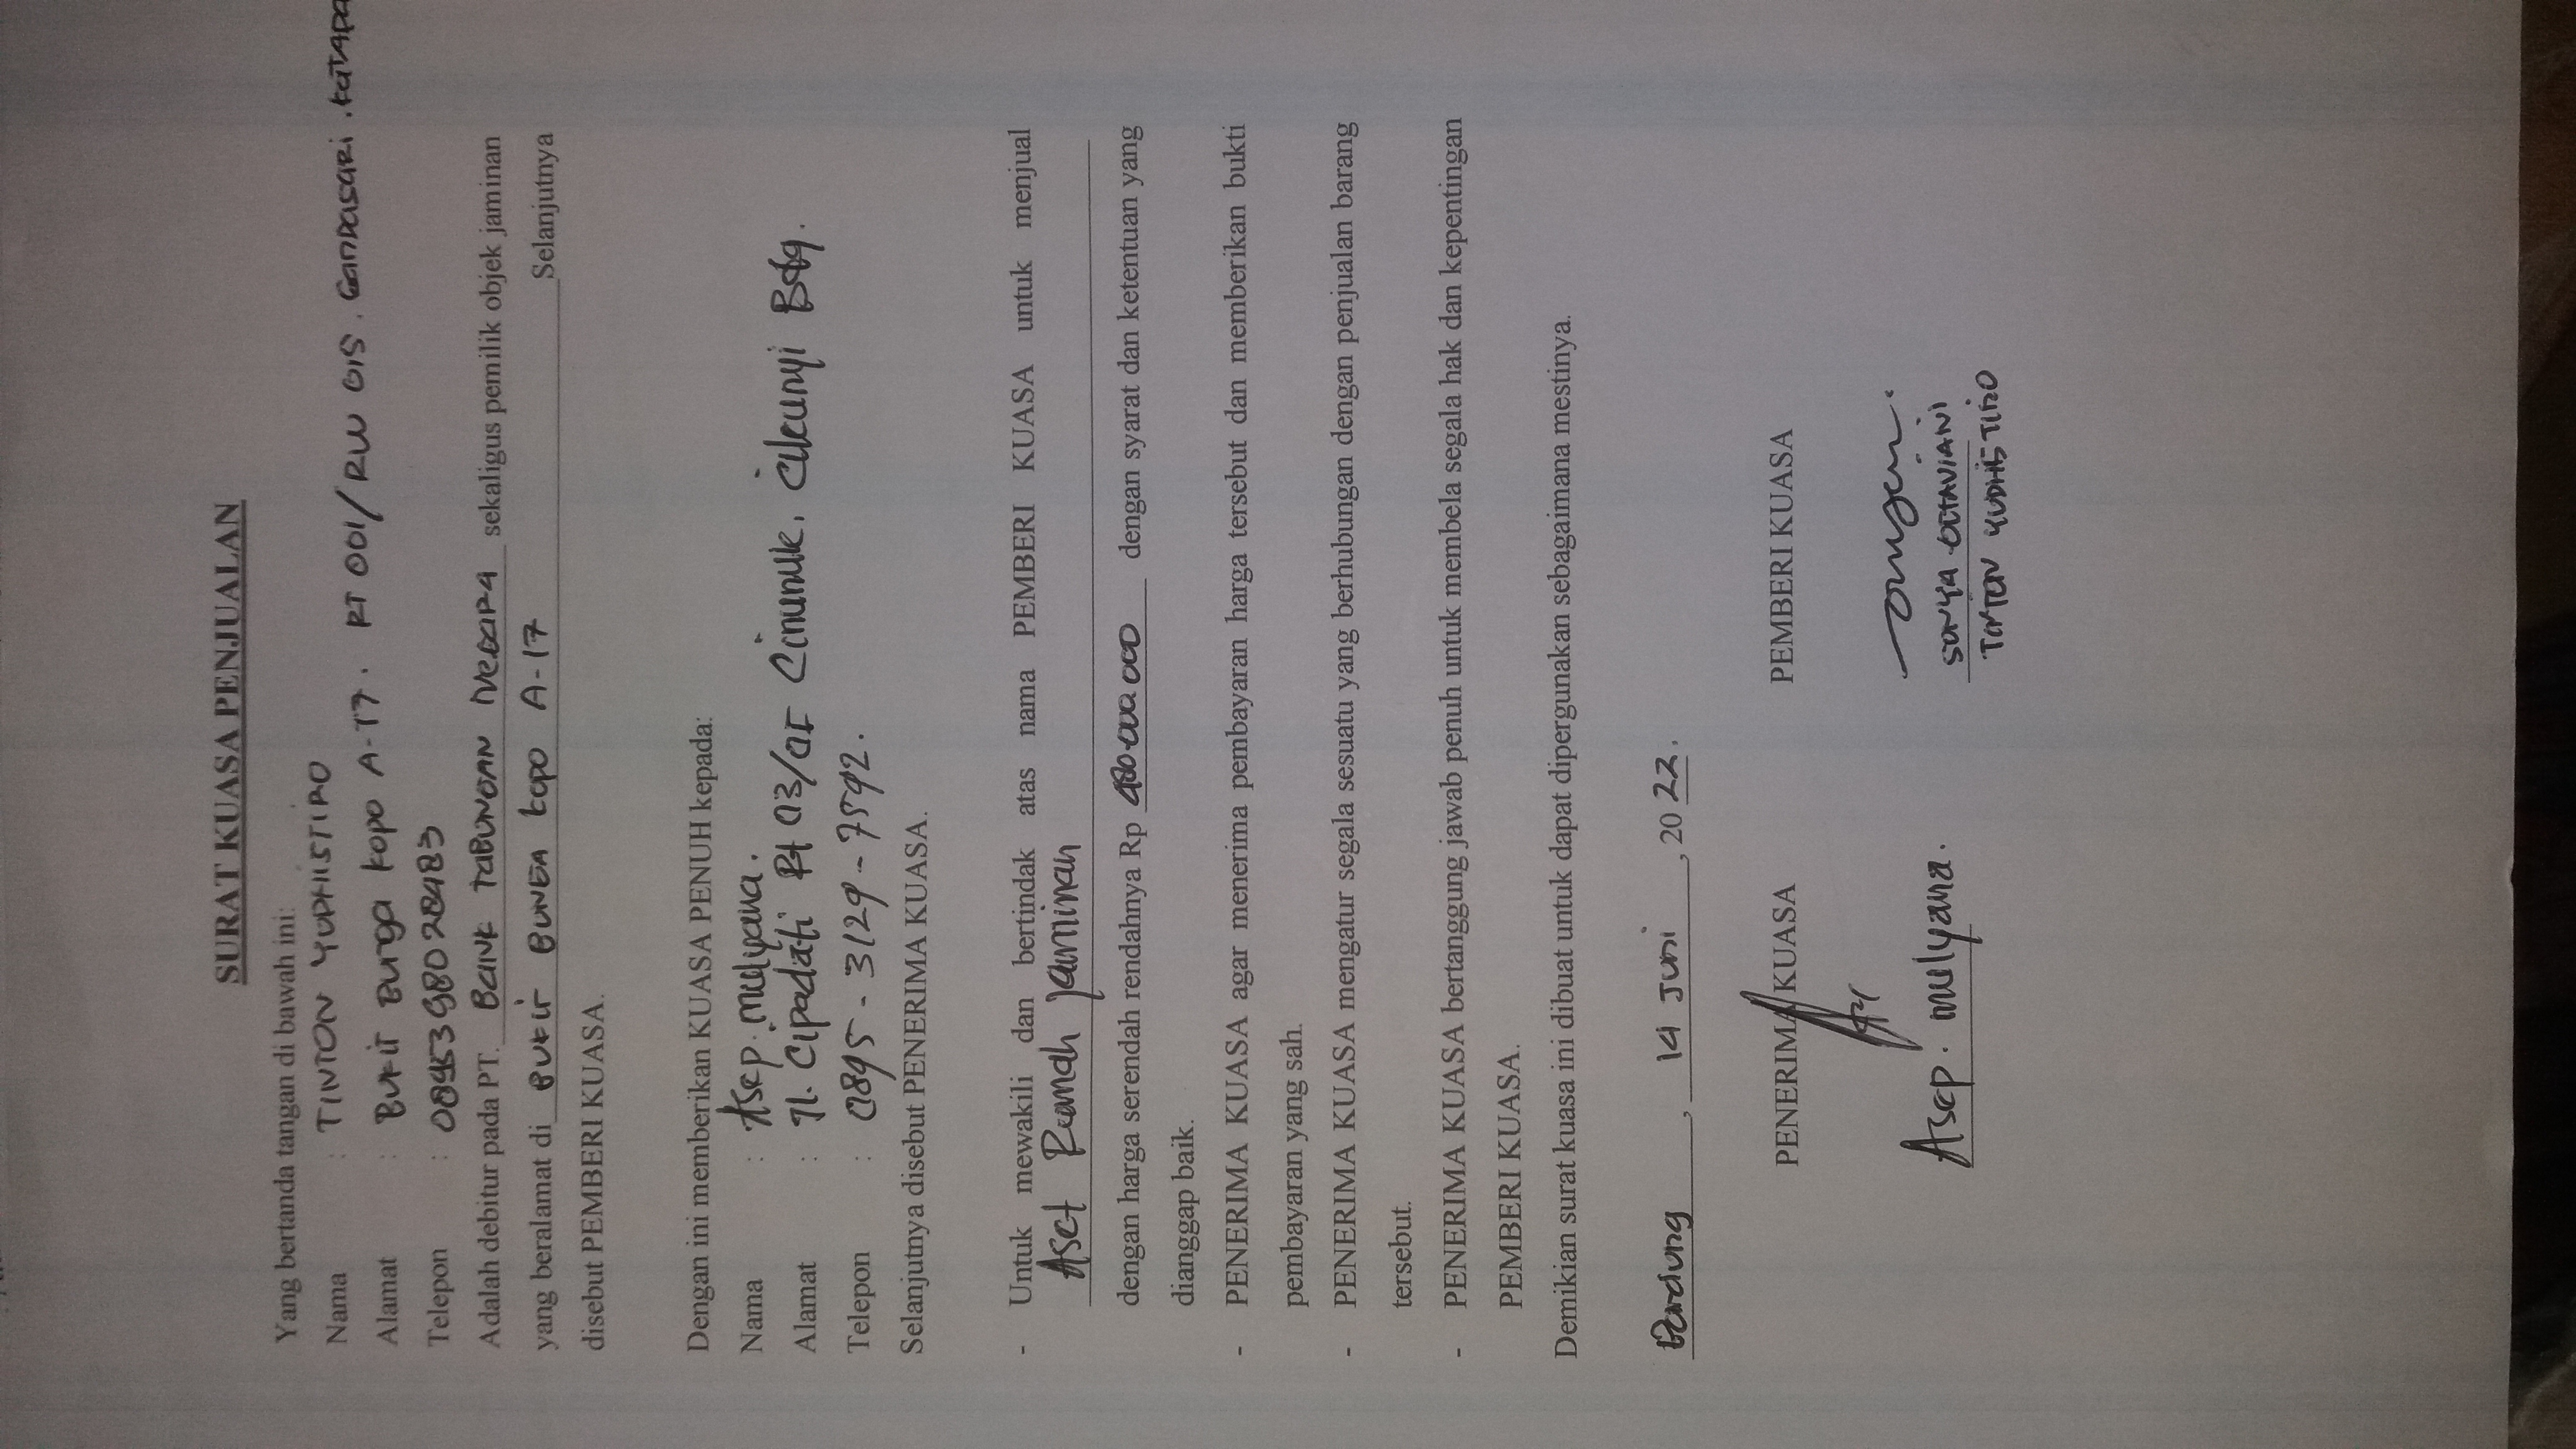 SURAT KUASA PENJUALAN
Yang bertanda tangan di bawah ini:
Nama : TINTON YUDHISTIRO
Alamat : BUKIT BUNGA KOPO A-17. RT 001/RW 015. GANDASARI. KATAPA
Telepon : 0895380
Adalah debitur pada PT. BANK TABUNGAN NEGARA sekaligus pemilik objek jaminan
yang beralamat di BUKIT BUNGA KOPO A-17 Selanjutnya
disebut PEMBERI KUASA.
Dengan ini memberikan KUASA PENUH kepada:
Nama : Asep. mulyana.
Alamat : Jl. Cipadati Rt 03/ Cinunuk. Cileunyi Bdg.
Telepon : 0895-3129-7592.
Selanjutnya disebut PENERIMA KUASA.
- Untuk mewakili dan bertindak atas nama PEMBERI KUASA untuk menjual
Aset Rumah Jaminan
dengan harga serendah rendahnya Rp 480.000.000 dengan syarat dan ketentuan yang
dianggap baik.
- PENERIMA KUASA agar menerima pembayaran harga tersebut dan memberikan bukti
pembayaran yang sah.
- PENERIMA KUASA mengatur segala sesuatu yang berhubungan dengan penjualan barang
tersebut.
- PENERIMA KUASA bertanggung jawab penuh untuk membela segala hak dan kepentingan
PEMBERI KUASA.
Demikian surat kuasa ini dibuat untuk dapat dipergunakan sebagaimana mestinya.
Bandung, 14 Juni, 2022.
PENERIMA KUASA PEMBERI KUASA
Asep. mulyana. SONYA OCTAVIANI
TINTON YUDHISTIRO